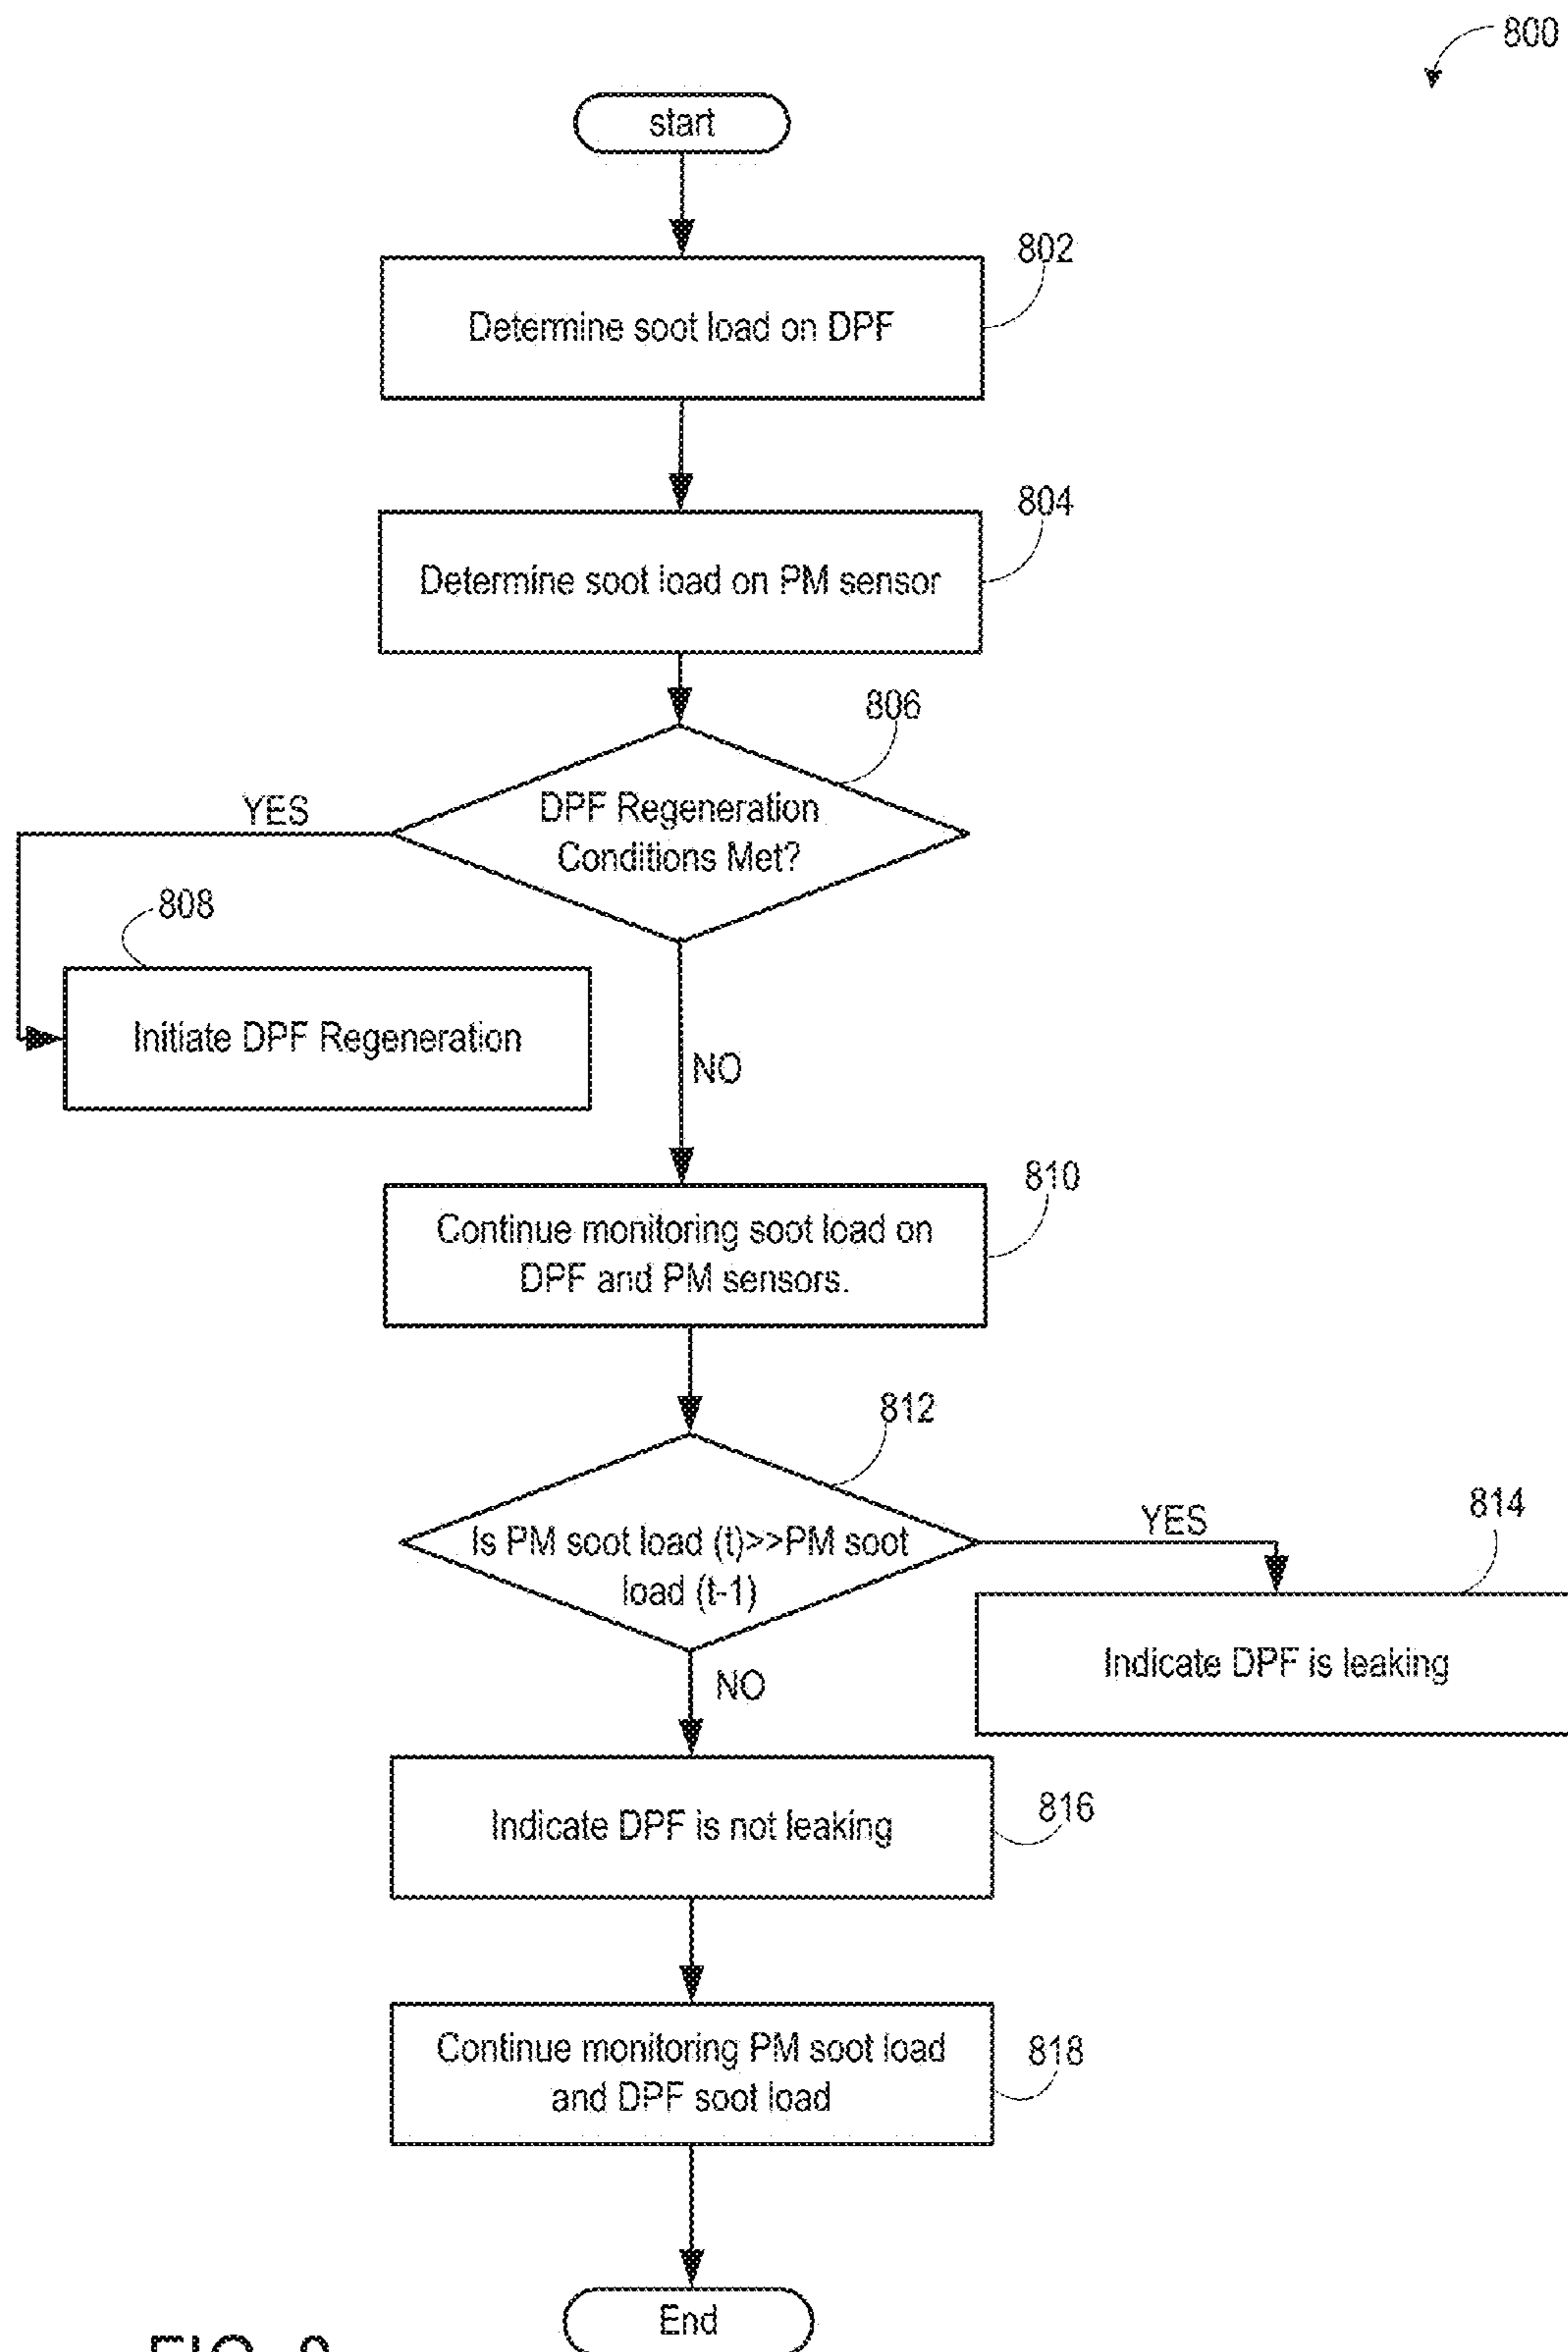 800
start
802
Determine soot load on DPF
804
Determine soot load on PM sensor
806
DPF Regeneration
Conditions Met?
YES
808
Initiate DPF Regeneration
NO
810
Continue monitoring soot load on
DPF and PM sensors.
812
Is PM soot load (t)>>PM soot
load (t-1)
YES
814
Indicate DPF is leaking
NO
816
Indicate DPF is not leaking
Continue monitoring PM soot load
and DPF soot load
818
End
FIG.